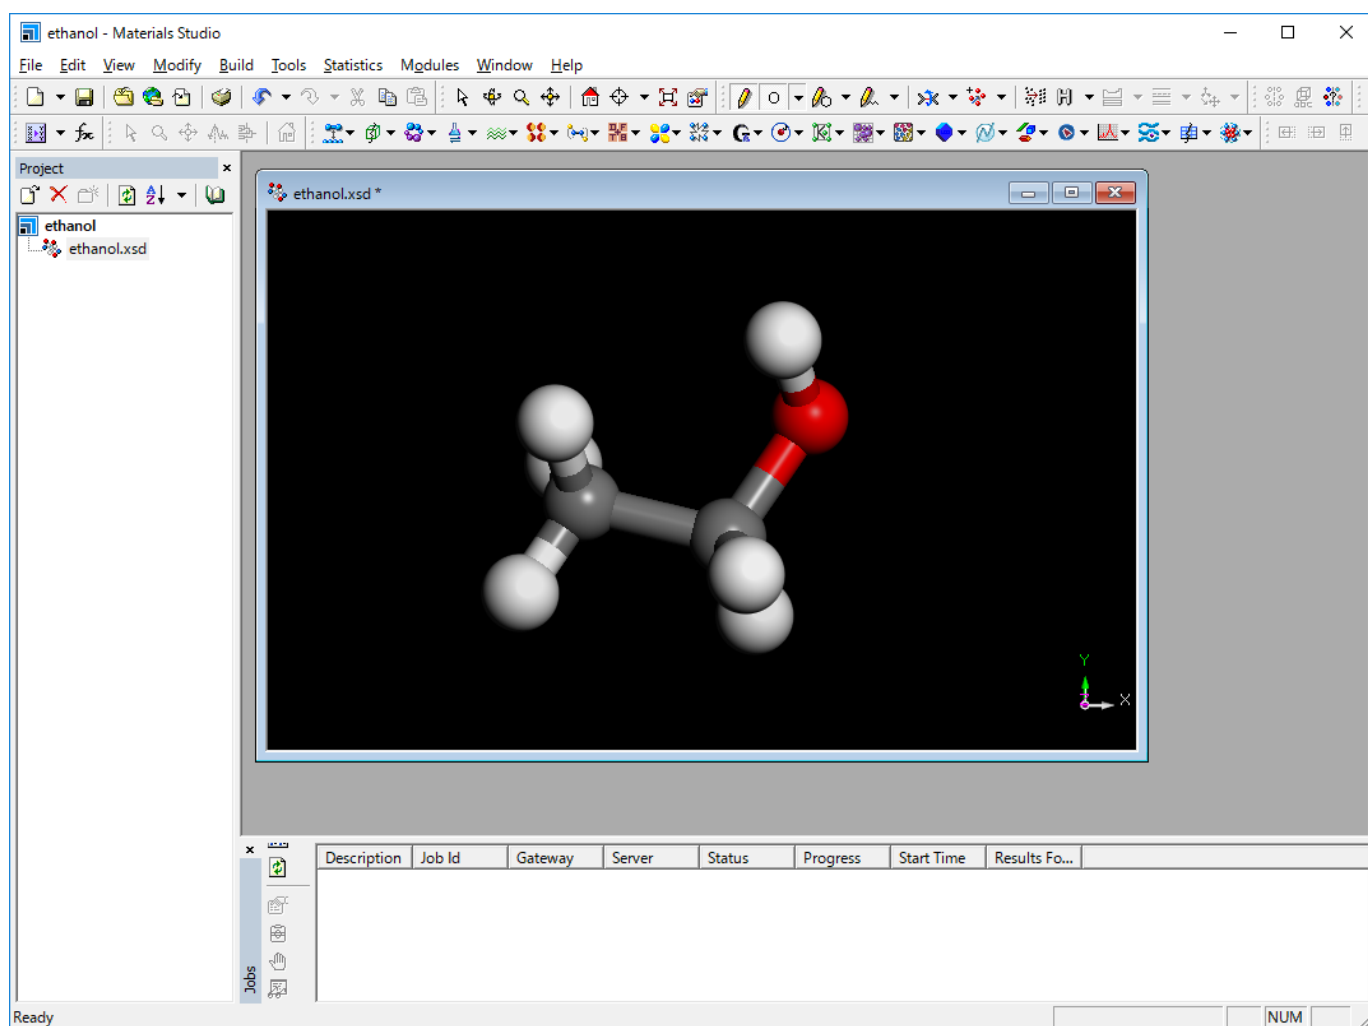 ethanol - Materials Studio
File Edit View Modify Build Tools Statistics Modules Window Help
Project
ethanol
ethanol.xsd
ethanol.xsd *
Y
X
Jobs
Description Job Id Gateway Server Status Progress Start Time Results Fo...
Ready
NUM